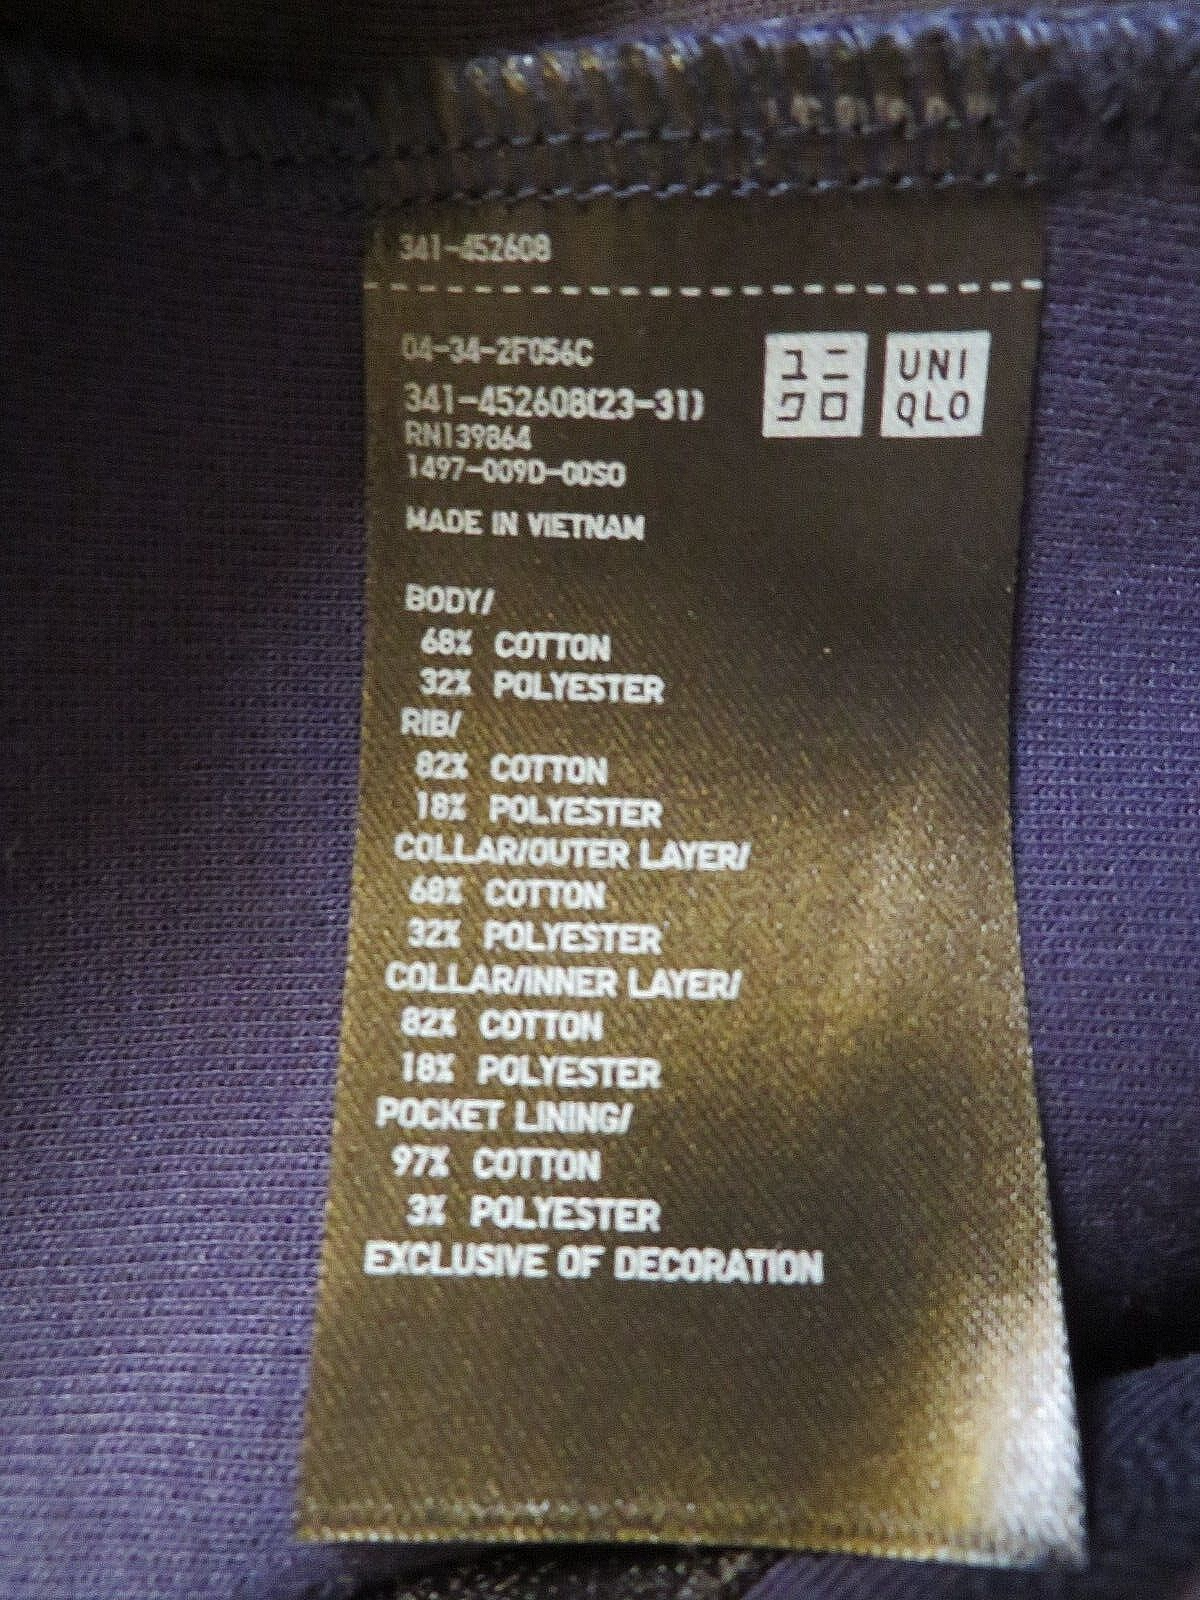 341-452608
04-34-2F056C
341-452608(23-31)
RN139864
1497-009D-00SO
MADE IN VIETNAM
ユニ
クロ
UNI
QLO
BODY/
68% COTTON
32% POLYESTER
RIB/
82% COTTON
18% POLYESTER
COLLAR/OUTER LAYER/
68% COTTON
32% POLYESTER
COLLAR/INNER LAYER/
82% COTTON
18% POLYESTER
POCKET LINING/
97% COTTON
3% POLYESTER
EXCLUSIVE OF DECORATION